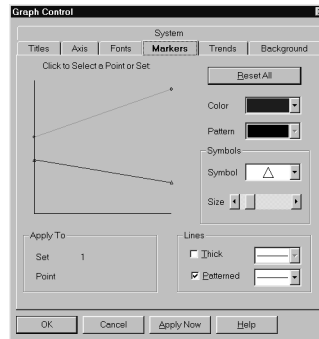 Graph Control
System
Titles Axis Fonts Markers Trends Background
Click to Select a Point or Set
Reset All
Color
Pattern
Symbols
Symbol
Size
Apply To
Set 1
Point
Lines
Thick
Patterned
OK Cancel Apply Now Help